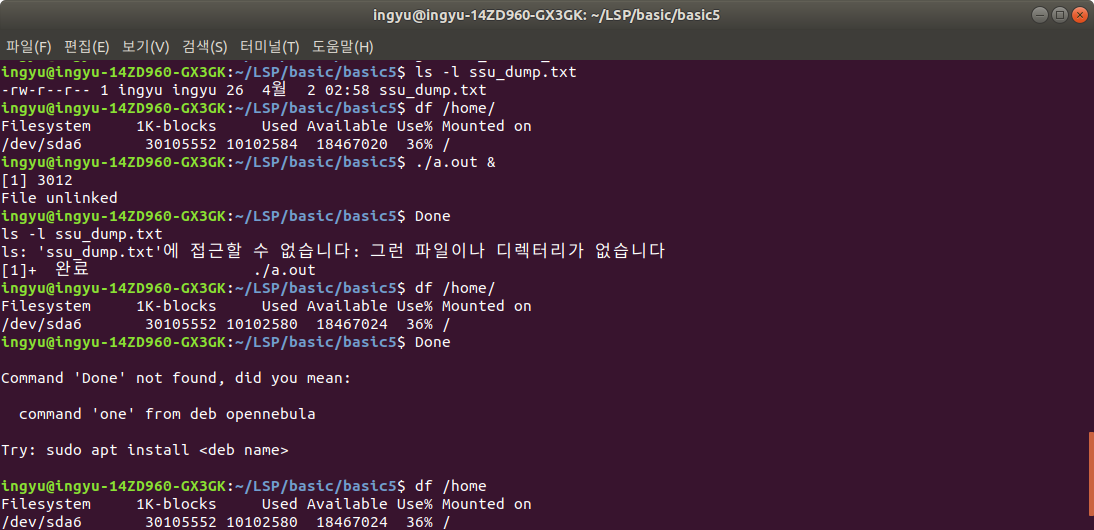 ingyu@ingyu-14ZD960-GX3GK: ~/LSP/basic/basic5
파일(F) 편집(E) 보기(V) 검색(S) 터미널(T) 도움말(H)
ingyu@ingyu-14ZD960-GX3GK:~/LSP/basic/basic5$ ls -l ssu_dump.txt
-rw-r--r-- 1 ingyu ingyu 26  4월  2 02:58 ssu_dump.txt
ingyu@ingyu-14ZD960-GX3GK:~/LSP/basic/basic5$ df /home/
Filesystem     1K-blocks     Used Available Use% Mounted on
/dev/sda6       30105552 10102584  18467020  36% /
ingyu@ingyu-14ZD960-GX3GK:~/LSP/basic/basic5$ ./a.out &
[1] 3012
File unlinked
ingyu@ingyu-14ZD960-GX3GK:~/LSP/basic/basic5$ Done
ls -l ssu_dump.txt
ls: 'ssu_dump.txt'에 접근할 수 없습니다: 그런 파일이나 디렉터리가 없습니다
[1]+  완료                  ./a.out
ingyu@ingyu-14ZD960-GX3GK:~/LSP/basic/basic5$ df /home/
Filesystem     1K-blocks     Used Available Use% Mounted on
/dev/sda6       30105552 10102580  18467024  36% /
ingyu@ingyu-14ZD960-GX3GK:~/LSP/basic/basic5$ Done
Command 'Done' not found, did you mean:
  command 'one' from deb opennebula
Try: sudo apt install <deb name>
ingyu@ingyu-14ZD960-GX3GK:~/LSP/basic/basic5$ df /home
Filesystem     1K-blocks     Used Available Use% Mounted on
/dev/sda6       30105552 10102580  18467024  36% /